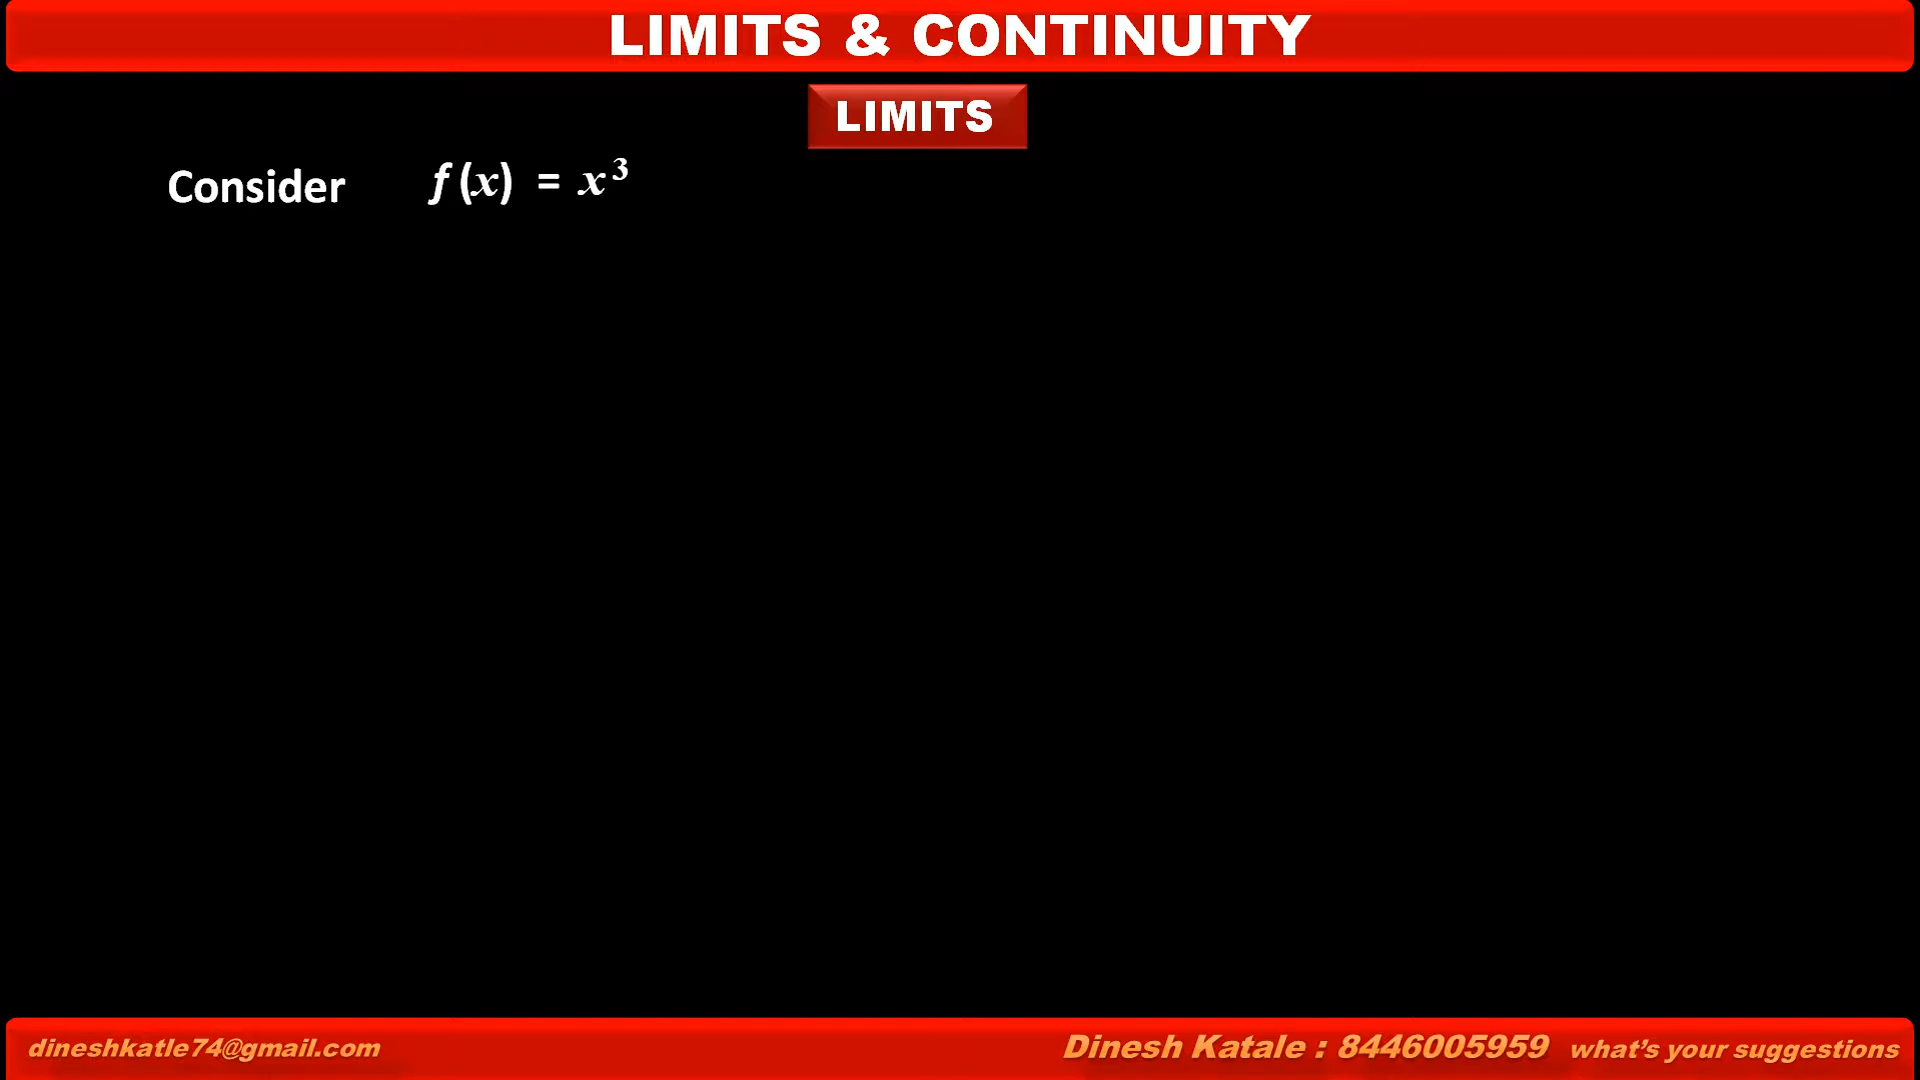 LIMITS & CONTINUITY
LIMITS
Consider f(x) = x³
dineshkatle74@gmail.com Dinesh Katale : 8446005959 what's your suggestions